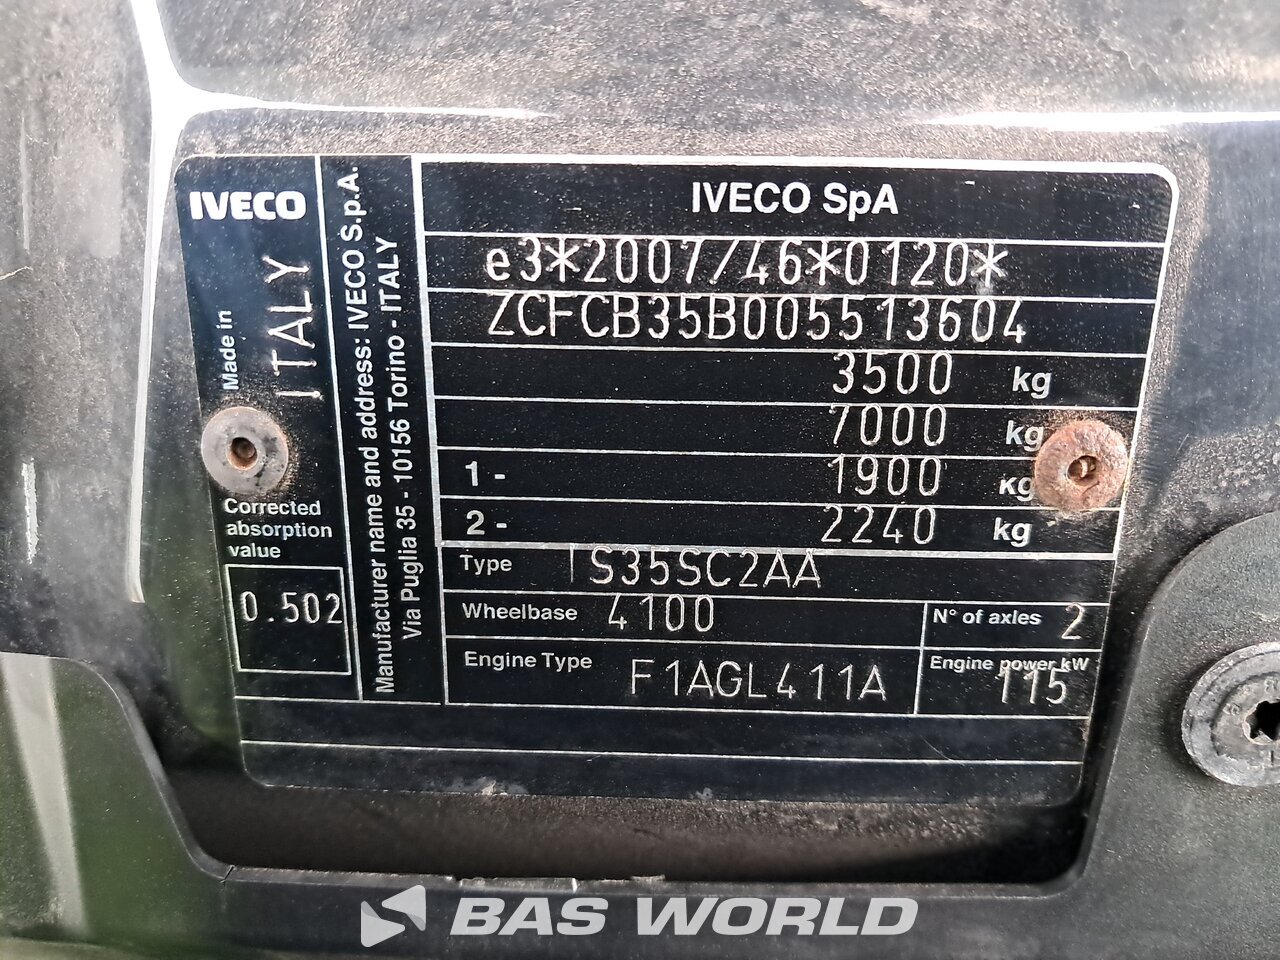 IVECO
Made in
ITALY
Corrected
absorption
value
0.502
Manufacturer name and address: IVECO S.p.A.
Via Puglia 35 - 10156 Torino - ITALY
IVECO SpA
e3*2007/46*0120*
ZCFCB35B005513604
3500 kg
7000 kg
1 - 1900 kg
2 - 2240 kg
Type IS35SC2AA
Wheelbase 4100 N° of axles 2
Engine Type F1AGL411A Engine power kW 115
BAS WORLD